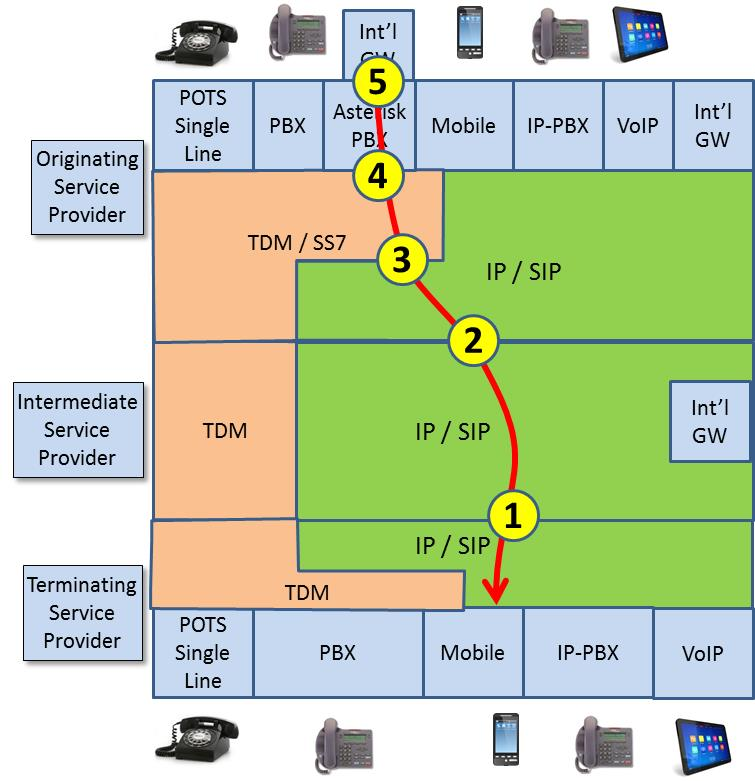 Int'l
GW
5
POTS
Single
Line
PBX
Asterisk
PBX
Mobile
IP-PBX
VoIP
Int'l
GW
Originating
Service
Provider
4
TDM / SS7
3
IP / SIP
2
Intermediate
Service
Provider
TDM
IP / SIP
Int'l
GW
1
IP / SIP
Terminating
Service
Provider
TDM
POTS
Single
Line
PBX
Mobile
IP-PBX
VoIP